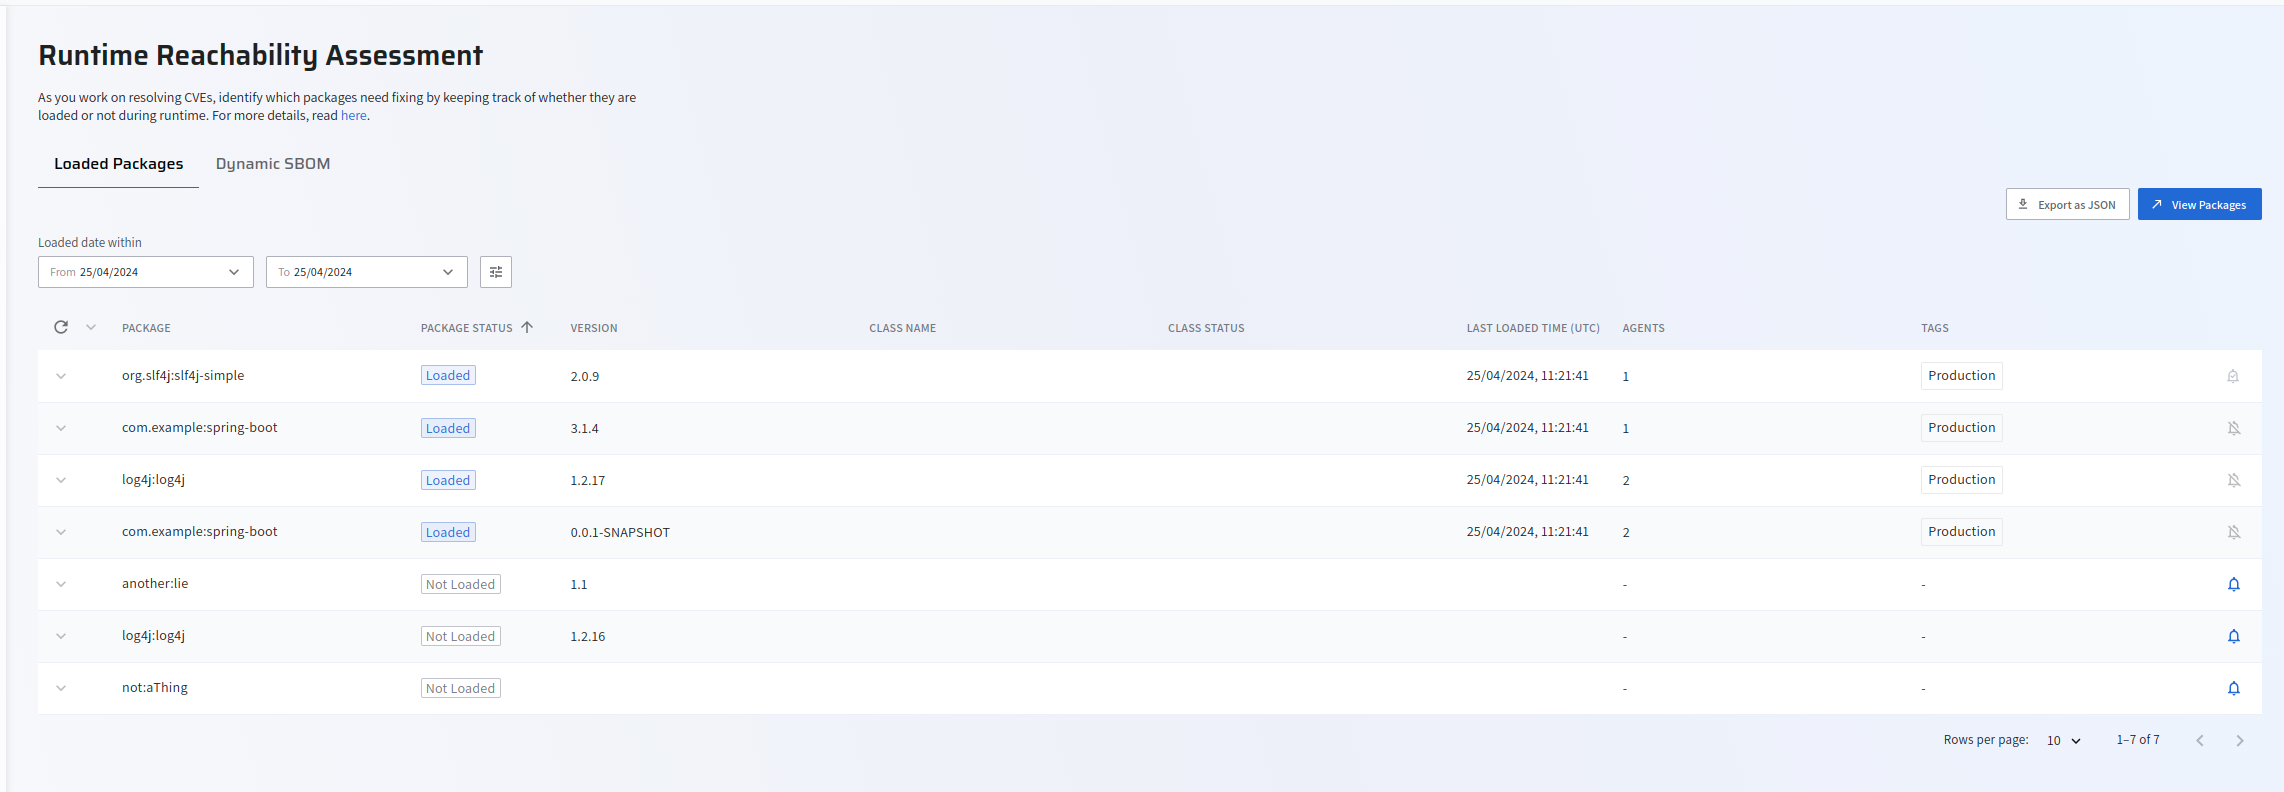 Runtime Reachability Assessment
As you work on resolving CVEs, identify which packages need fixing by keeping track of whether they are
loaded or not during runtime. For more details, read here.
Loaded Packages Dynamic SBOM
Export as JSON View Packages
Loaded date within
From 25/04/2024 To 25/04/2024
PACKAGE PACKAGE STATUS VERSION CLASS NAME CLASS STATUS LAST LOADED TIME (UTC) AGENTS TAGS
org.slf4j:slf4j-simple Loaded 2.0.9 25/04/2024, 11:21:41 1 Production
com.example:spring-boot Loaded 3.1.4 25/04/2024, 11:21:41 1 Production
log4j:log4j Loaded 1.2.17 25/04/2024, 11:21:41 2 Production
com.example:spring-boot Loaded 0.0.1-SNAPSHOT 25/04/2024, 11:21:41 2 Production
another:lie Not Loaded 1.1 - -
log4j:log4j Not Loaded 1.2.16 - -
not:aThing Not Loaded - -
Rows per page: 10 1–7 of 7